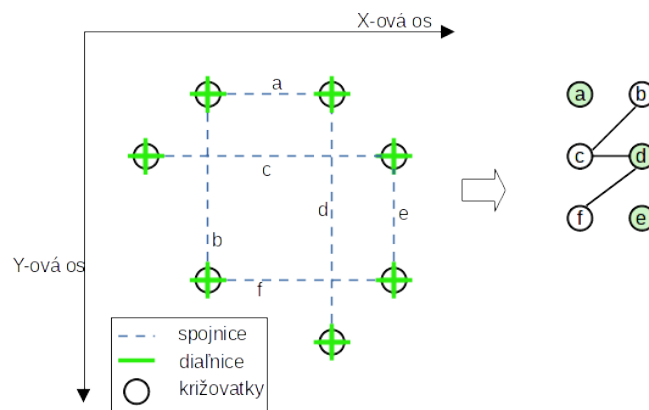 X-ová os
a
a b
c
c d
d e
b
f e
f
Y-ová os
spojnice
diaľnice
križovatky